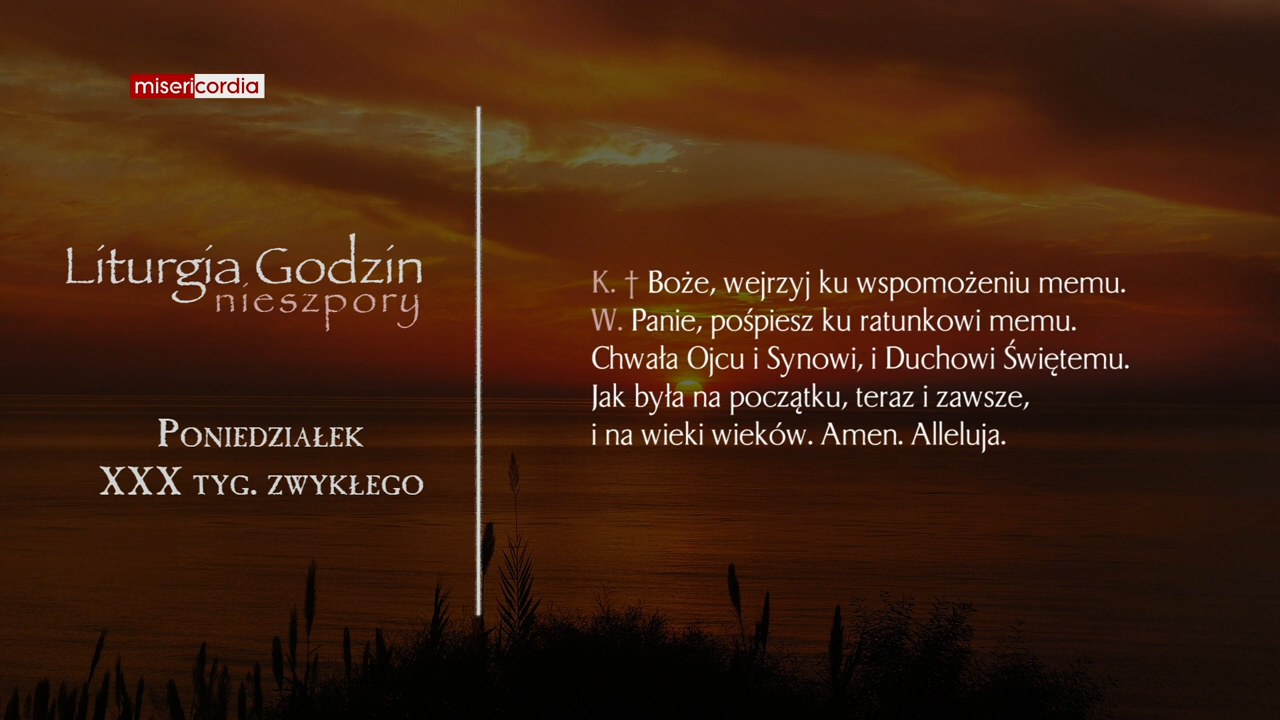 misericordia
Liturgia Godzin
nieszpory
Poniedziałek
XXX tyg. zwykłego
K. † Boże, wejrzyj ku wspomożeniu memu.
W. Panie, pośpiesz ku ratunkowi memu.
Chwała Ojcu i Synowi, i Duchowi Świętemu.
Jak była na początku, teraz i zawsze,
i na wieki wieków. Amen. Alleluja.